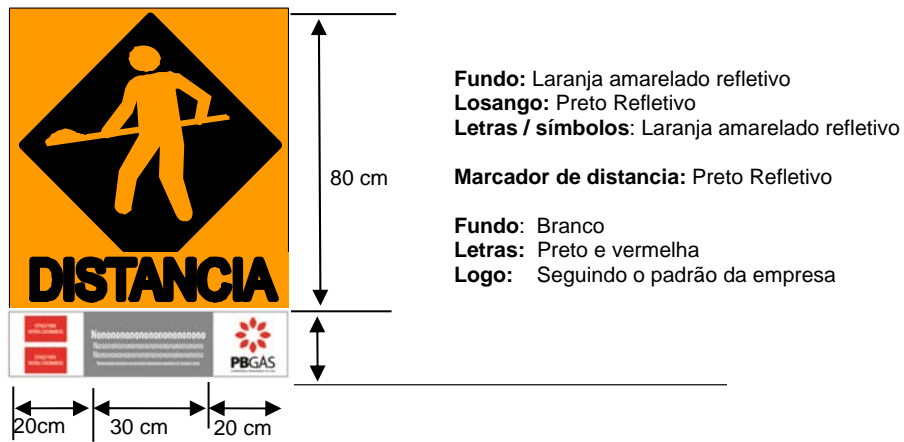 Fundo: Laranja amarelado refletivo
Losango: Preto Refletivo
Letras / símbolos: Laranja amarelado refletivo
80 cm
Marcador de distancia: Preto Refletivo
Fundo: Branco
Letras: Preto e vermelha
Logo: Seguindo o padrão da empresa
DISTANCIA
PBGÁS
20cm
30 cm
20 cm